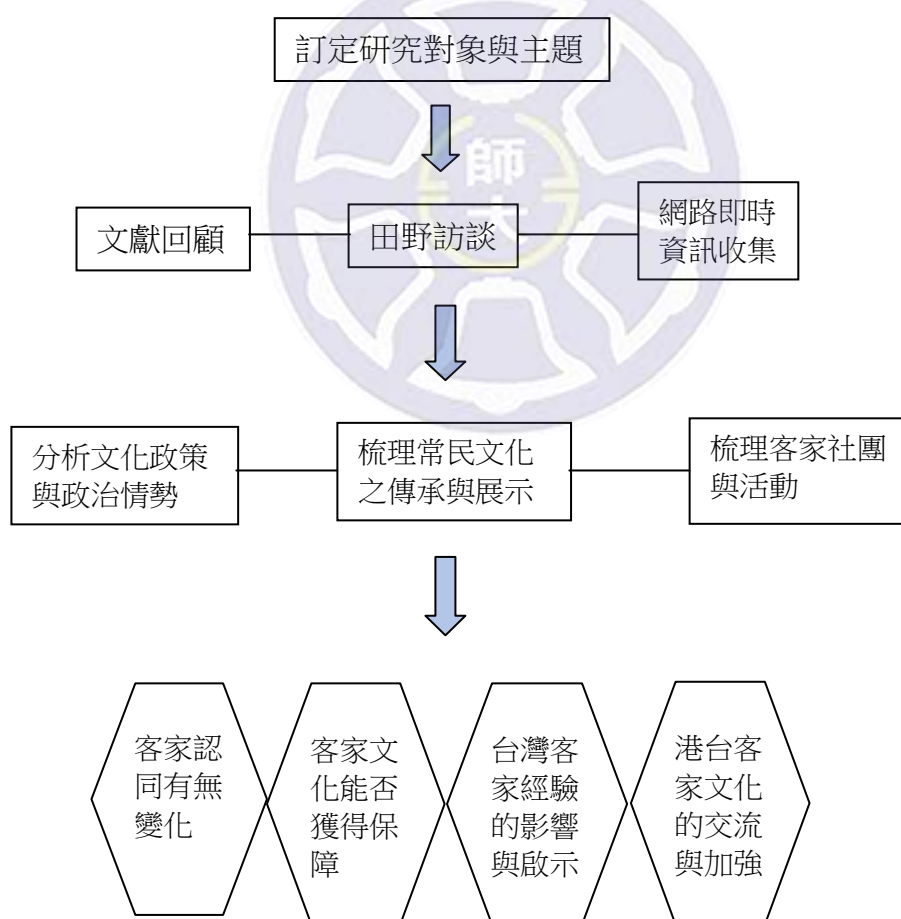 訂定研究對象與主題
師
大
文獻回顧
田野訪談
網路即時
資訊收集
分析文化政策
與政治情勢
梳理常民文化
之傳承與展示
梳理客家社團
與活動
客家認
同有無
變化
客家文
化能否
獲得保
障
台灣客
家經驗
的影響
與啟示
港台客
家文化
的交流
與加強